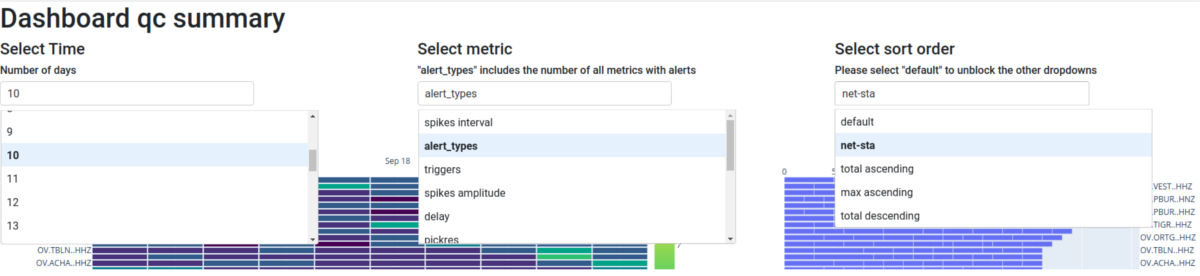 Dashboard qc summary
Select Time
Number of days
10
9
10
11
12
13
Select metric
"alert_types" includes the number of all metrics with alerts
alert_types
spikes interval
alert_types
triggers
spikes amplitude
delay
pickres
Select sort order
Please select "default" to unblock the other dropdowns
net-sta
default
net-sta
total ascending
max ascending
total descending
Sep 18
OV.TBLN..HHZ
OV.ACHA..HHZ
0
.VEST..HHZ
.PBUR..HNZ
.PBUR..HHZ
.TIGR..HHZ
OV.ORTG..HHZ
OV.TBLN..HHZ
OV.ACHA..HHZ